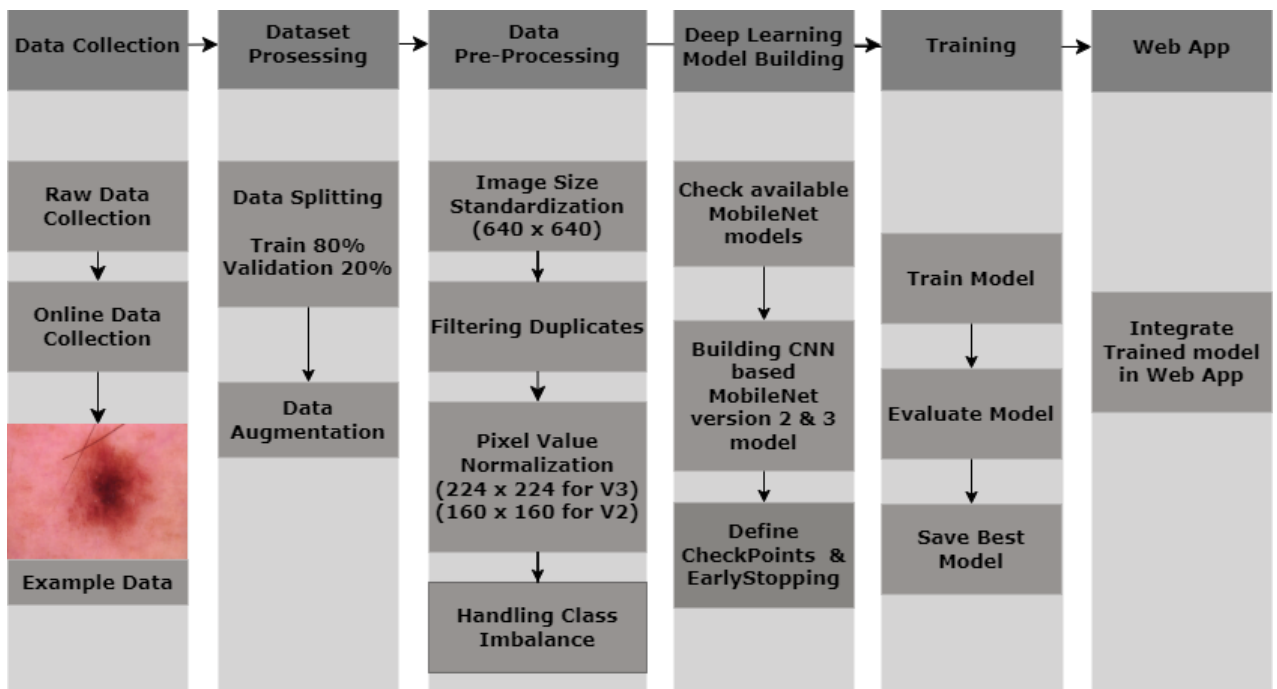 Data Collection
Raw Data
Collection
Online Data
Collection
Example Data
Dataset
Prosessing
Data Splitting
Train 80%
Validation 20%
Data
Augmentation
Data
Pre-Processing
Image Size
Standardization
(640 x 640)
Filtering Duplicates
Pixel Value
Normalization
(224 x 224 for V3)
(160 x 160 for V2)
Handling Class
Imbalance
Deep Learning
Model Building
Check available
MobileNet
models
Building CNN
based
MobileNet
version 2 & 3
model
Define
CheckPoints &
EarlyStopping
Training
Train Model
Evaluate Model
Save Best
Model
Web App
Integrate
Trained model
in Web App